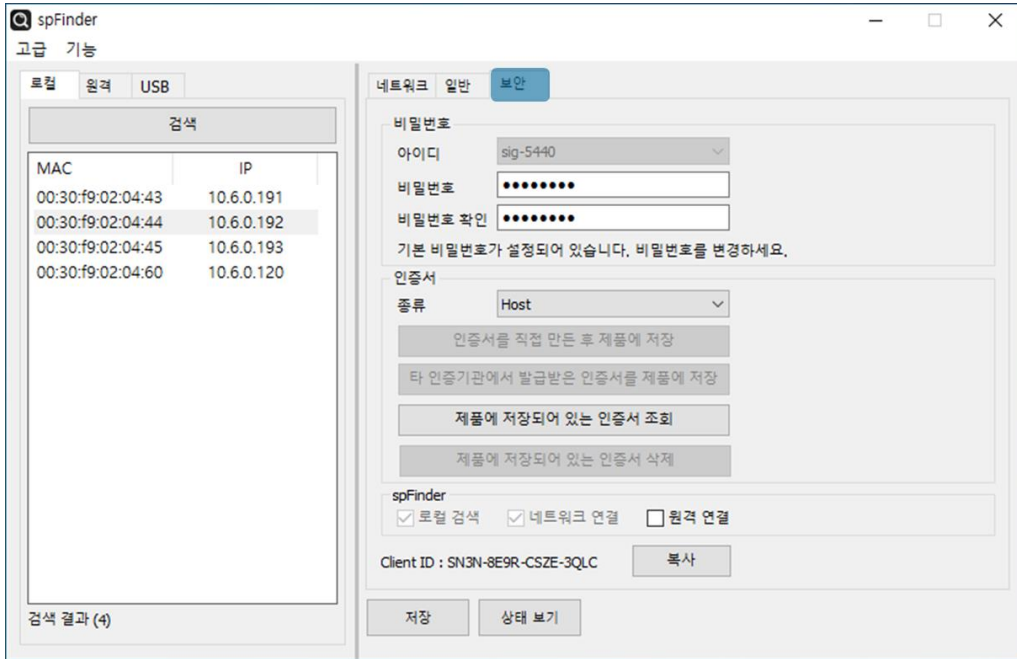 spFinder
고급 기능
로컬 원격 USB
검색
MAC IP
00:30:f9:02:04:43 10.6.0.191
00:30:f9:02:04:44 10.6.0.192
00:30:f9:02:04:45 10.6.0.193
00:30:f9:02:04:60 10.6.0.120
검색 결과 (4)
네트워크 일반 보안
비밀번호
아이디 sig-5440
비밀번호 ●●●●●●●●
비밀번호 확인 ●●●●●●●●
기본 비밀번호가 설정되어 있습니다. 비밀번호를 변경하세요.
인증서
종류 Host
인증서를 직접 만든 후 제품에 저장
타 인증기관에서 발급받은 인증서를 제품에 저장
제품에 저장되어 있는 인증서 조회
제품에 저장되어 있는 인증서 삭제
spFinder
로컬 검색 네트워크 연결 원격 연결
Client ID : SN3N-8E9R-CSZE-3QLC 복사
저장 상태 보기